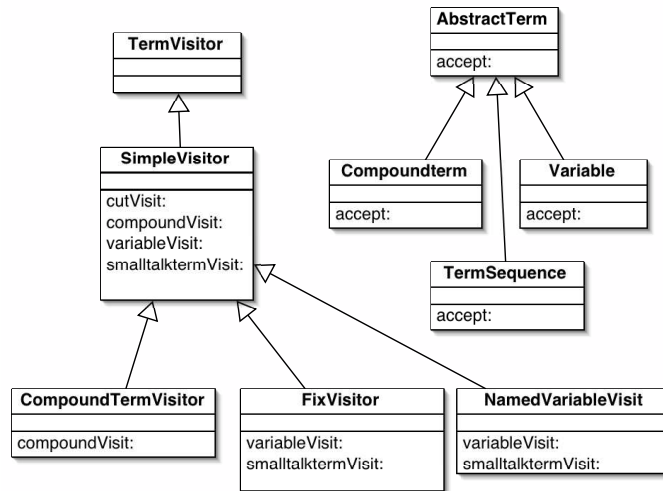 TermVisitor
AbstractTerm
accept:
SimpleVisitor
cutVisit:
compoundVisit:
variableVisit:
smalltalktermVisit:
Compoundterm
accept:
Variable
accept:
TermSequence
accept:
CompoundTermVisitor
compoundVisit:
FixVisitor
variableVisit:
smalltalktermVisit:
NamedVariableVisit
variableVisit:
smalltalktermVisit: